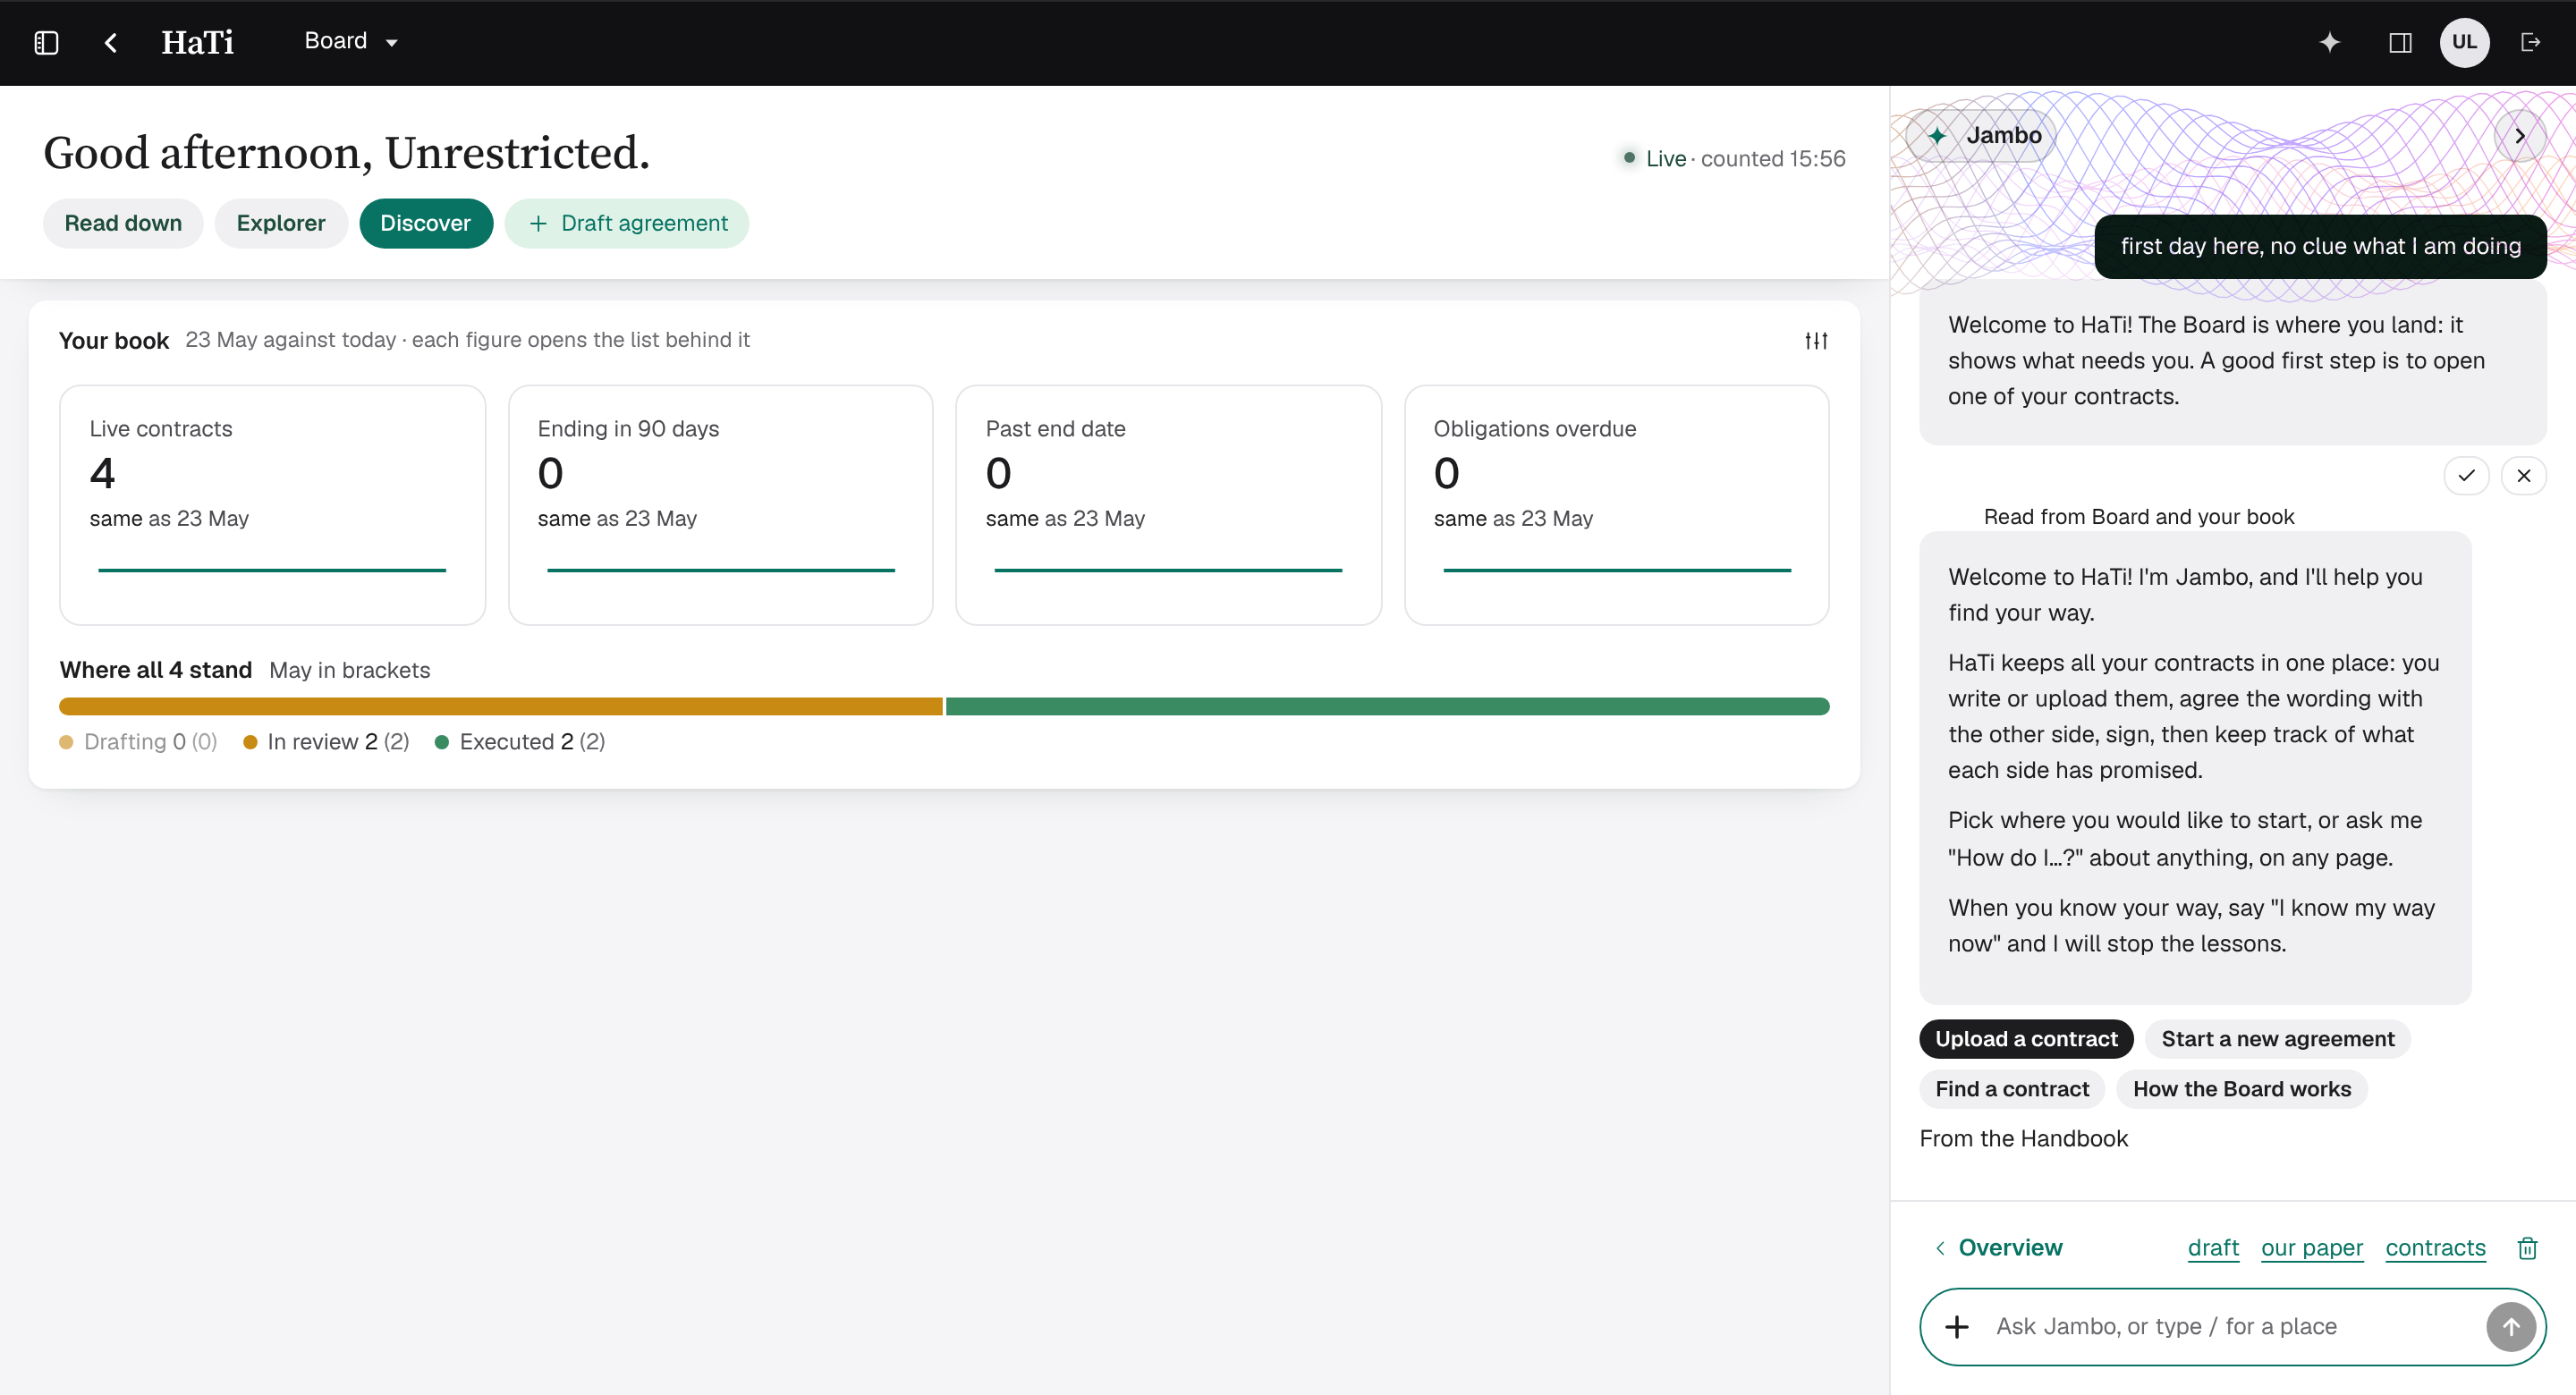 HaTi
Board
UL
Good afternoon, Unrestricted.
Live · counted 15:56
Read down
Explorer
Discover
+ Draft agreement
Your book 23 May against today · each figure opens the list behind it
Live contracts
4
same as 23 May
Ending in 90 days
0
same as 23 May
Past end date
0
same as 23 May
Obligations overdue
0
same as 23 May
Where all 4 stand May in brackets
Drafting 0 (0) In review 2 (2) Executed 2 (2)
Jambo
first day here, no clue what I am doing
Welcome to HaTi! The Board is where you land: it
shows what needs you. A good first step is to open
one of your contracts.
Read from Board and your book
Welcome to HaTi! I'm Jambo, and I'll help you
find your way.
HaTi keeps all your contracts in one place: you
write or upload them, agree the wording with
the other side, sign, then keep track of what
each side has promised.
Pick where you would like to start, or ask me
"How do I…?" about anything, on any page.
When you know your way, say "I know my way
now" and I will stop the lessons.
Upload a contract
Start a new agreement
Find a contract
How the Board works
From the Handbook
Overview
draft our paper contracts
Ask Jambo, or type / for a place